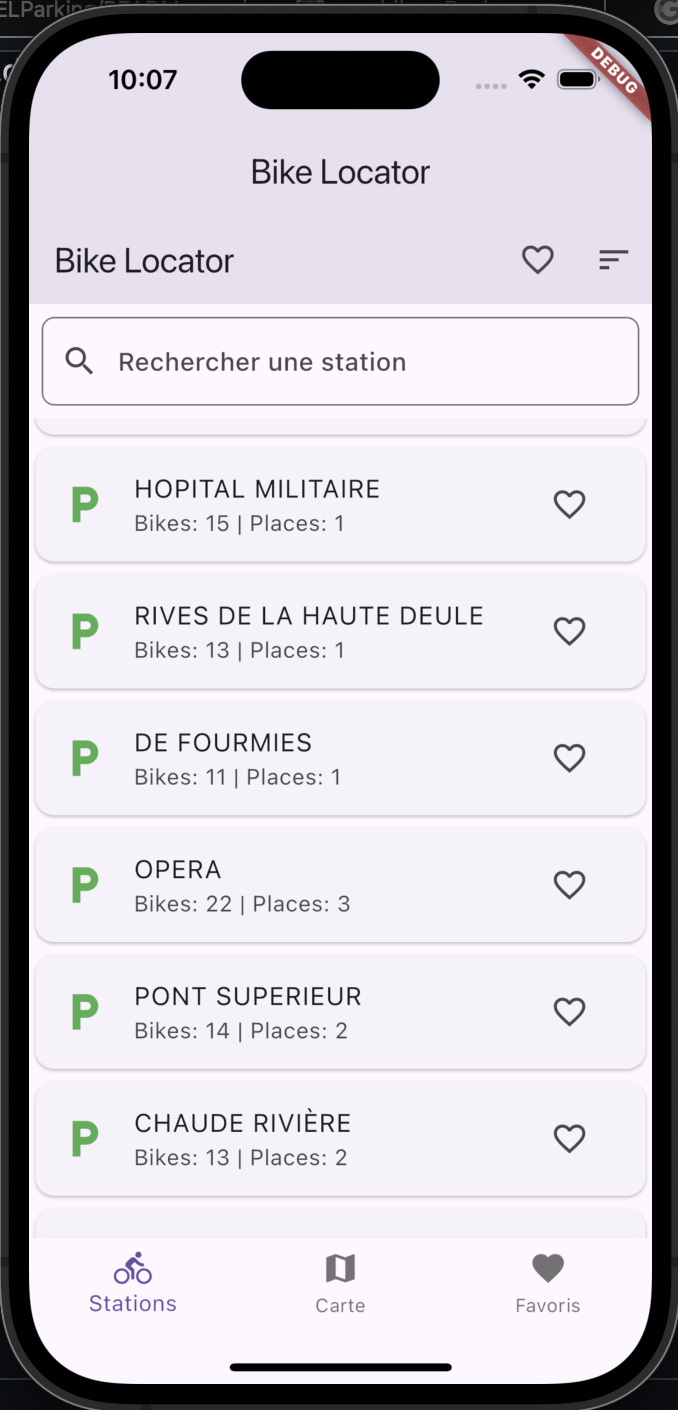 10:07
DEBUG
Bike Locator
Bike Locator
Rechercher une station
P
HOPITAL MILITAIRE
Bikes: 15 | Places: 1
P
RIVES DE LA HAUTE DEULE
Bikes: 13 | Places: 1
P
DE FOURMIES
Bikes: 11 | Places: 1
P
OPERA
Bikes: 22 | Places: 3
P
PONT SUPERIEUR
Bikes: 14 | Places: 2
P
CHAUDE RIVIÈRE
Bikes: 13 | Places: 2
Stations
Carte
Favoris